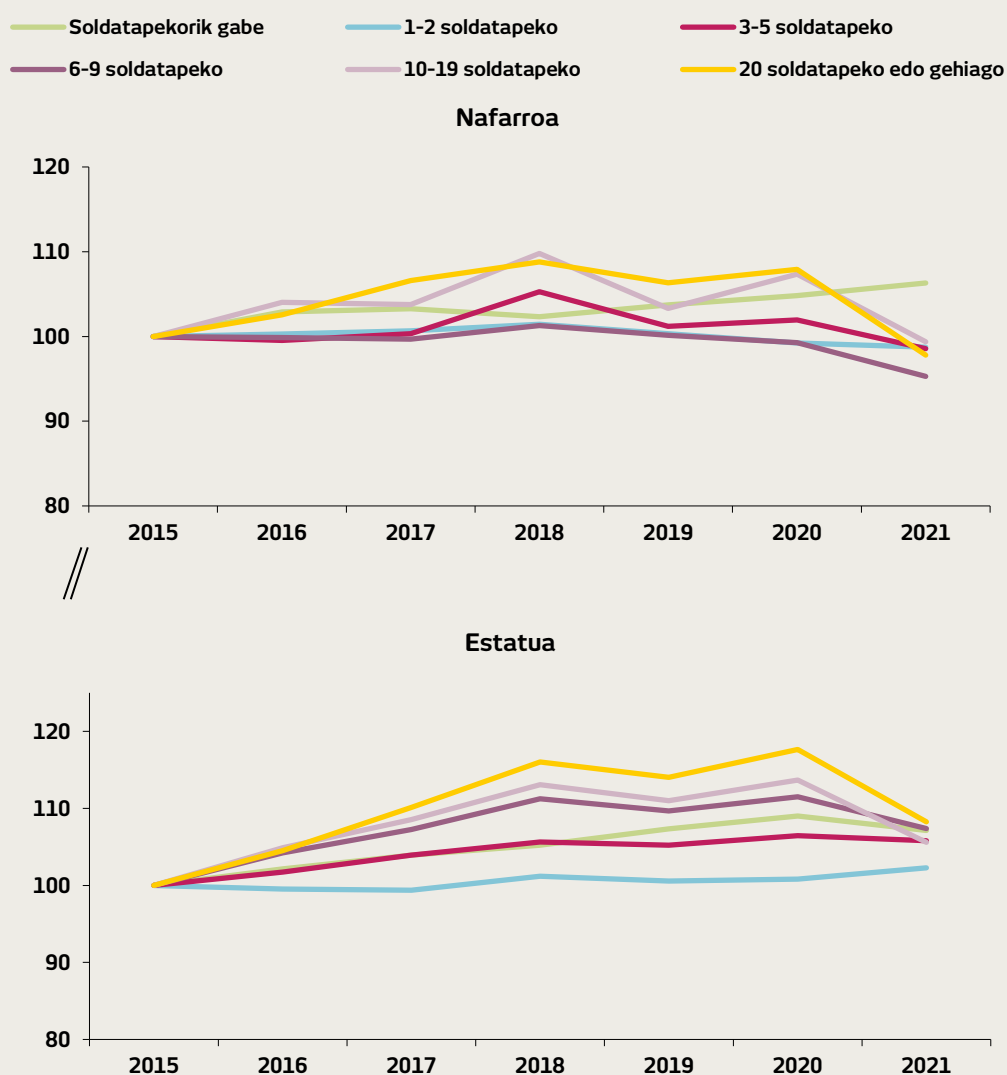 Soldatapekorik gabe 1-2 soldatapeko 3-5 soldatapeko
6-9 soldatapeko 10-19 soldatapeko 20 soldatapeko edo gehiago
Nafarroa
120
110
100
90
80
2015 2016 2017 2018 2019 2020 2021
Estatua
120
110
100
90
80
2015 2016 2017 2018 2019 2020 2021